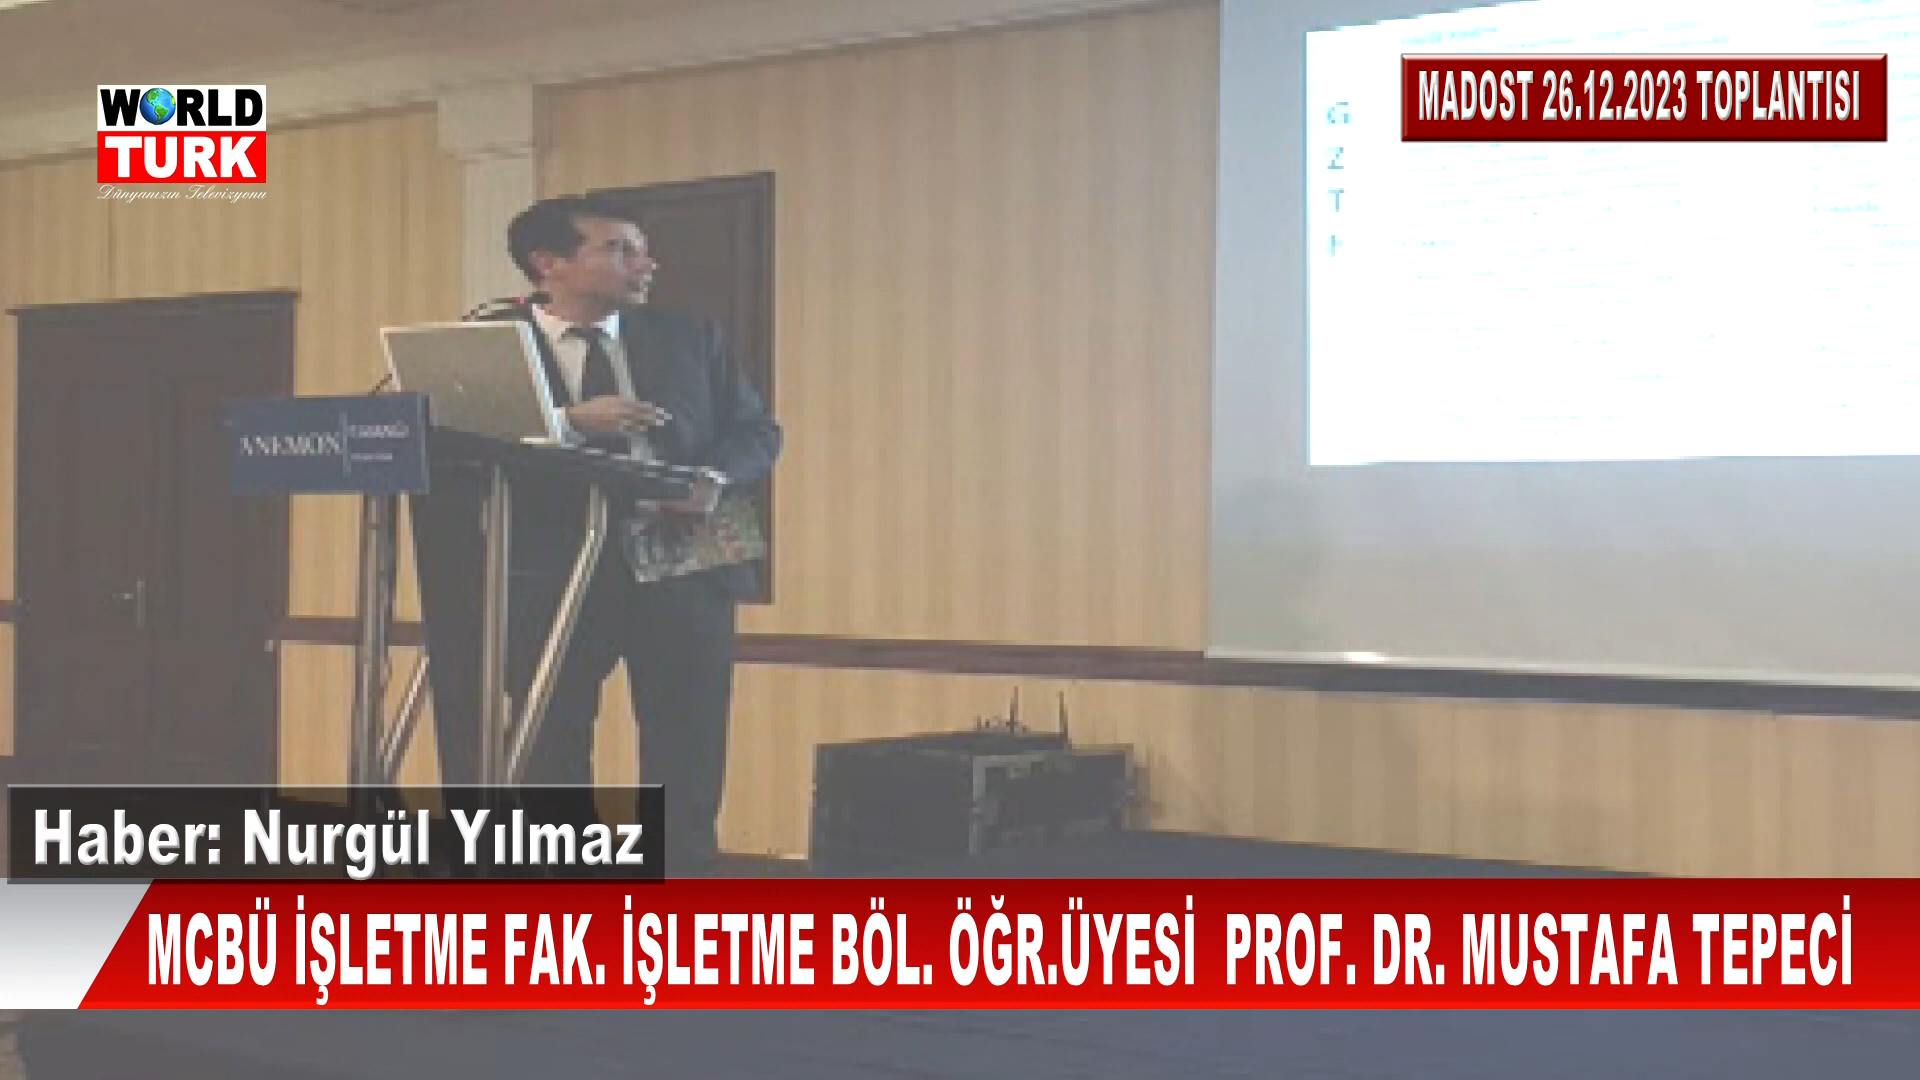 WORLD
TURK
Dünyanızın Televizyonu
MADOST 26.12.2023 TOPLANTISI
G
Z
T
ANEMON
Haber: Nurgül Yılmaz
MCBÜ İŞLETME FAK. İŞLETME BÖL. ÖĞR.ÜYESİ PROF. DR. MUSTAFA TEPECİ